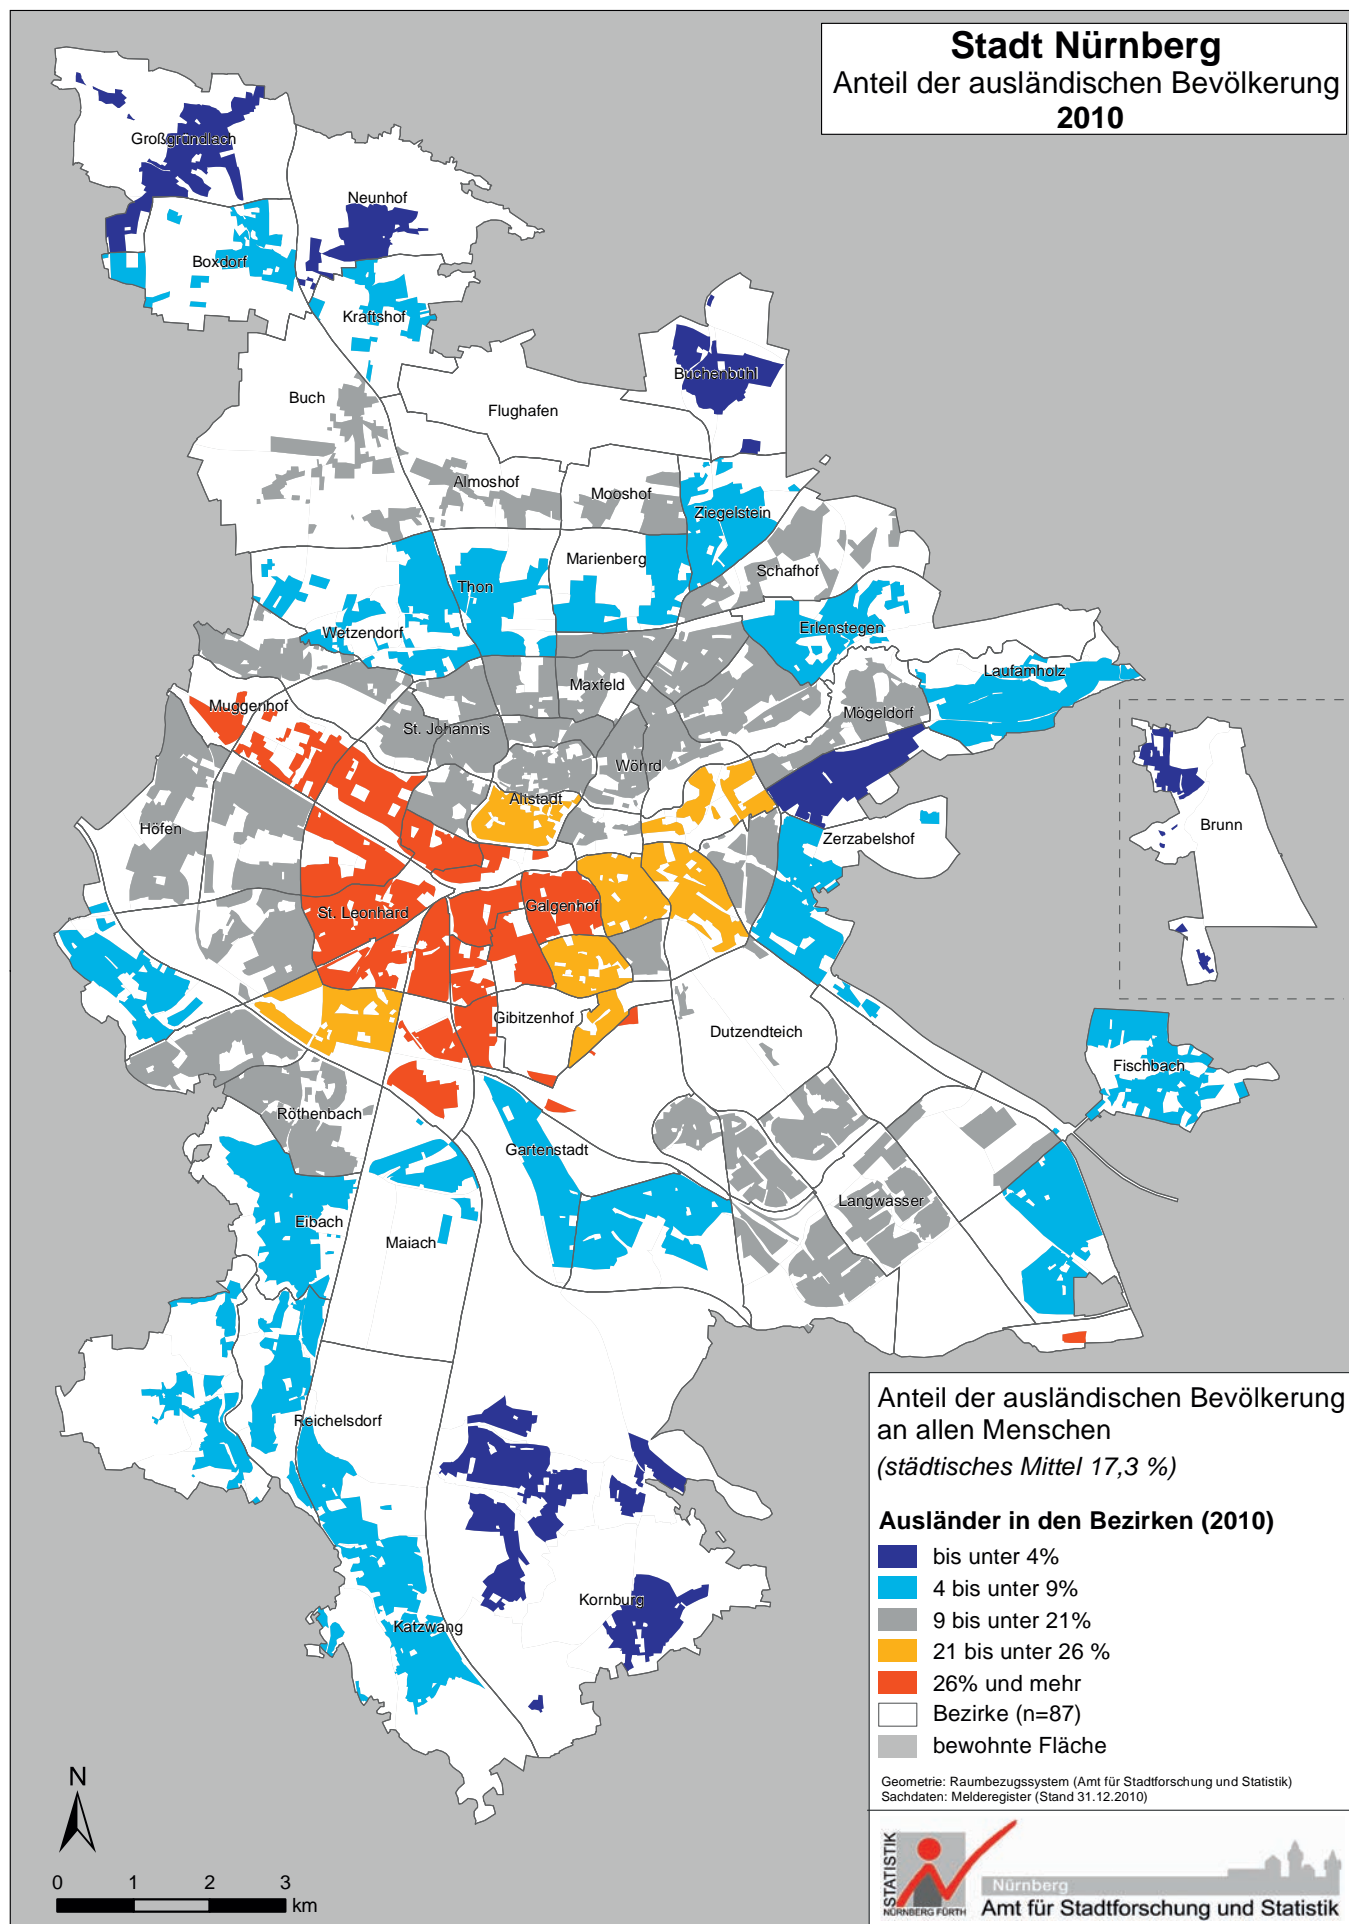 Stadt Nürnberg
Anteil der ausländischen Bevölkerung
2010
Großgrundlach
Neunhof
Boxdorf
Kraftshof
Buchenbühl
Buch
Flughafen
Almoshof
Mooshof
Ziegelstein
Marienberg
Schafhof
Thon
Wetzendorf
Erlenstegen
Laufamholz
Maxfeld
Muggenhof
Mögeldorf
St. Johannis
Wöhrd
Altstadt
Höfen
Zerzabelshof
Brunn
St. Leonhard
Galgenhof
Gibitzenhof
Dutzendteich
Fischbach
Röthenbach
Gartenstadt
Langwasser
Eibach
Maiach
Reichelsdorf
Kornburg
Katzwang
Anteil der ausländischen Bevölkerung
an allen Menschen
(städtisches Mittel 17,3 %)
Ausländer in den Bezirken (2010)
bis unter 4%
4 bis unter 9%
9 bis unter 21%
21 bis unter 26 %
26% und mehr
Bezirke (n=87)
bewohnte Fläche
Geometrie: Raumbezugssystem (Amt für Stadtforschung und Statistik)
Sachdaten: Melderegister (Stand 31.12.2010)
N
0 1 2 3
km
STATISTIK
NÜRNBERG FÜRTH
Nürnberg
Amt für Stadtforschung und Statistik